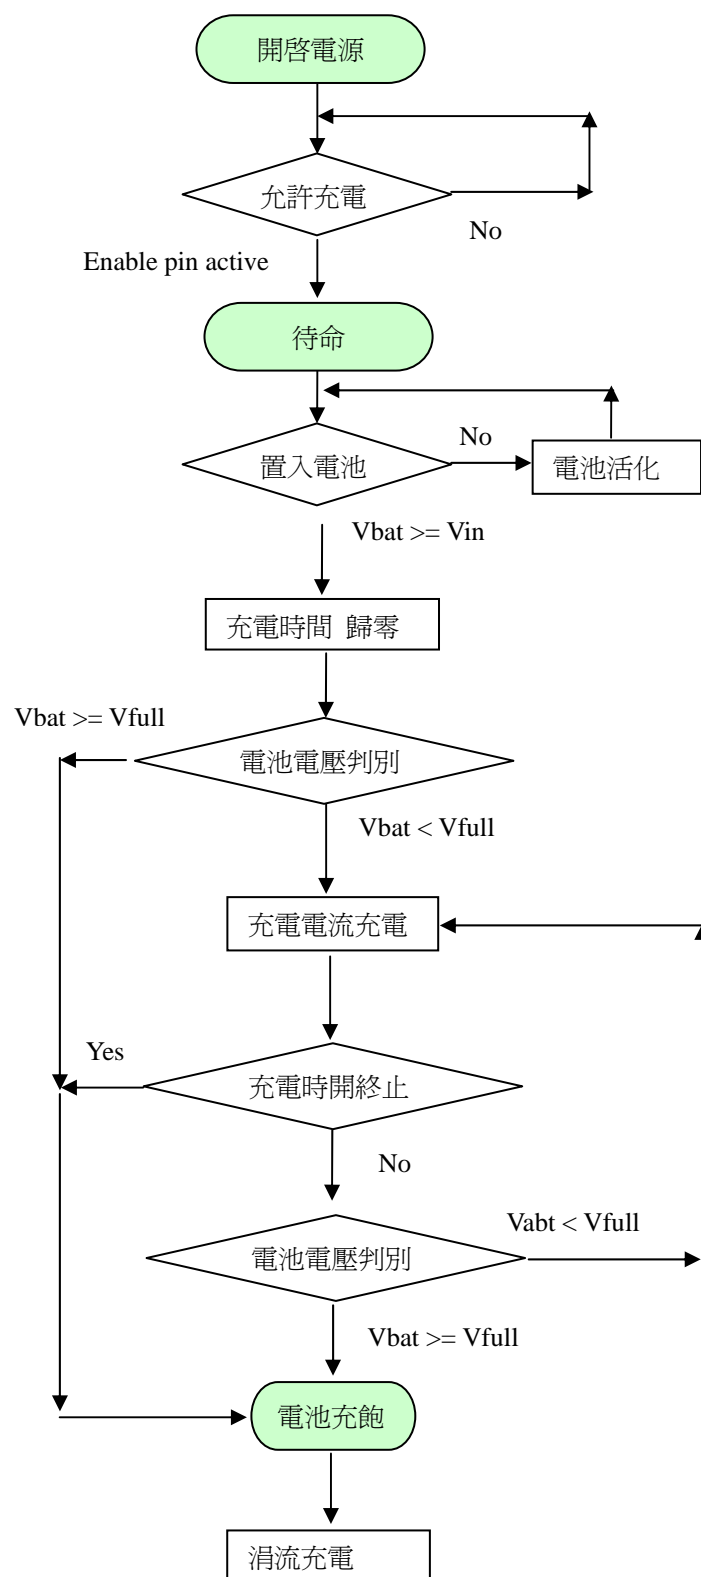 開啓電源
允許充電
No
Enable pin active
待命
No
置入電池
電池活化
Vbat >= Vin
充電時間 歸零
Vbat >= Vfull
電池電壓判別
Vbat < Vfull
充電電流充電
Yes
充電時開終止
No
Vabt < Vfull
電池電壓判別
Vbat >= Vfull
電池充飽
涓流充電